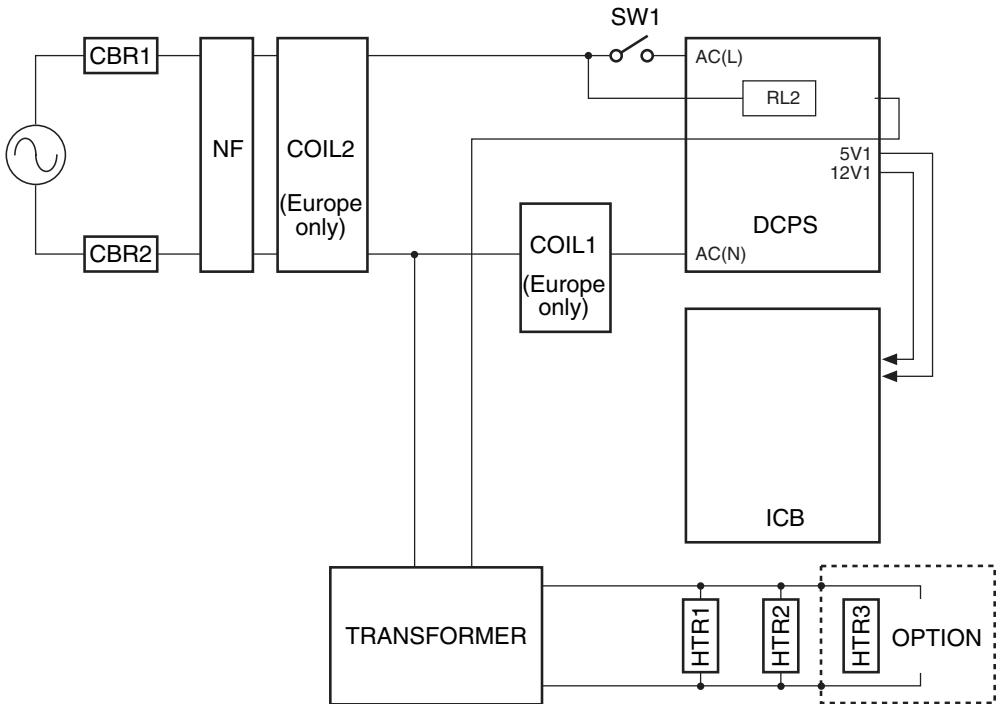 SW1
CBR1
AC(L)
RL2
NF
COIL2
(Europe
only)
5V1
12V1
DCPS
CBR2
COIL1
(Europe
only)
AC(N)
ICB
TRANSFORMER
HTR1
HTR2
HTR3
OPTION